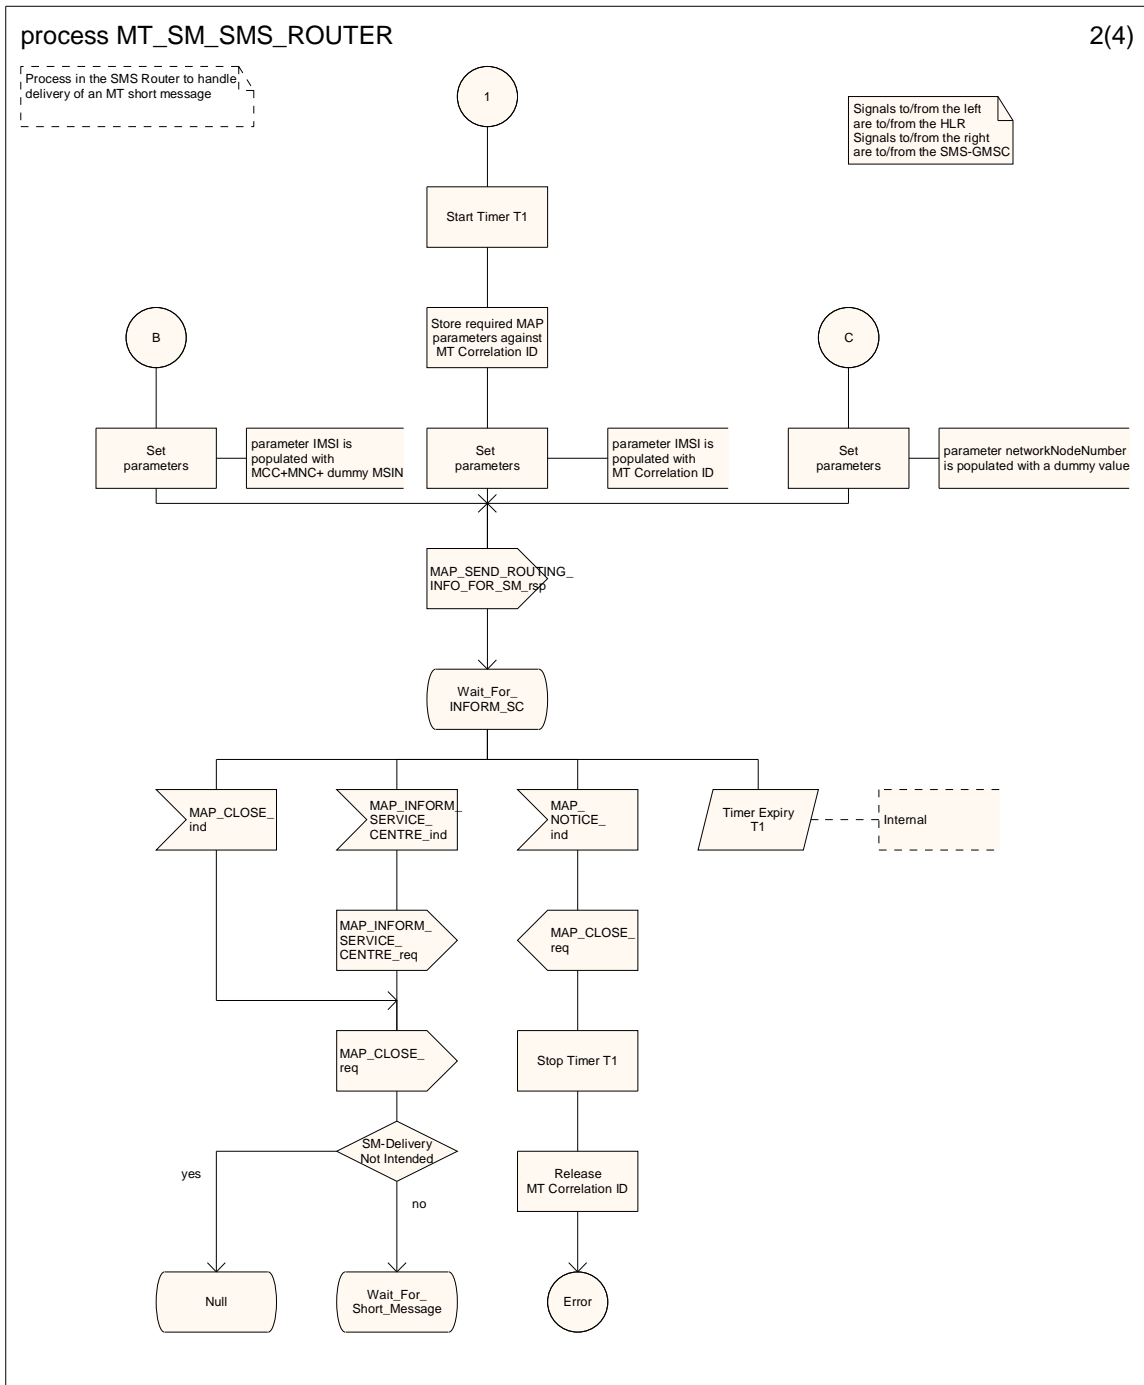 process MT_SM_SMS_ROUTER
2(4)
Process in the SMS Router to handle
delivery of an MT short message
1
Signals to/from the left
are to/from the HLR
Signals to/from the right
are to/from the SMS-GMSC
Start Timer T1
B
Store required MAP
parameters against
MT Correlation ID
C
Set
parameters
parameter IMSI is
populated with
MCC+MNC+ dummy MSIN
Set
parameters
parameter IMSI is
populated with
MT Correlation ID
Set
parameters
parameter networkNodeNumber
is populated with a dummy value
MAP_SEND_ROUTING_
INFO_FOR_SM_rsp
Wait_For_
INFORM_SC
MAP_CLOSE_
ind
MAP_INFORM_
SERVICE_
CENTRE_ind
MAP_
NOTICE_
ind
Timer Expiry
T1
Internal
MAP_INFORM_
SERVICE_
CENTRE_req
MAP_CLOSE_
req
MAP_CLOSE_
req
Stop Timer T1
SM-Delivery
Not Intended
yes
no
Release
MT Correlation ID
Null
Wait_For_
Short_Message
Error